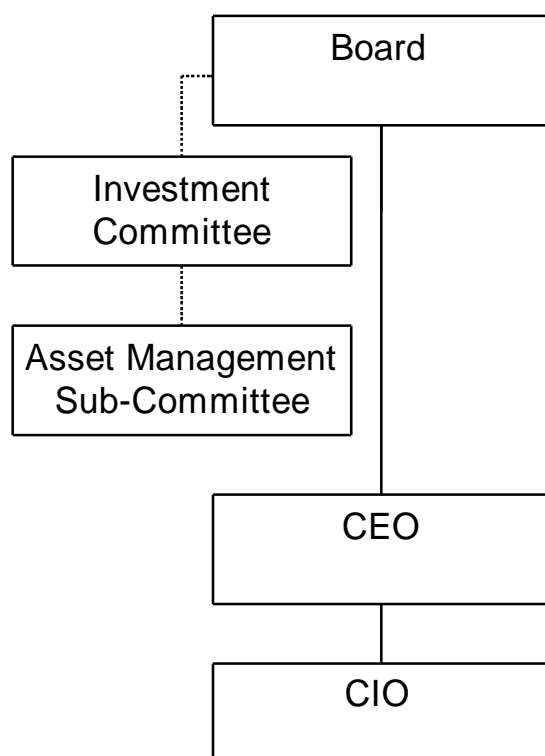 Board
Investment
Committee
Asset Management
Sub-Committee
CEO
CIO